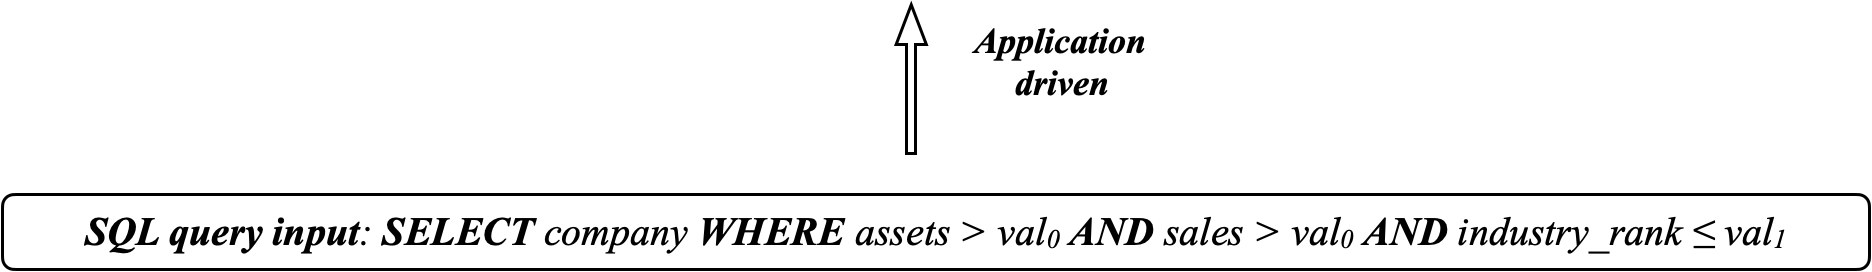 Application
driven
SQL query input: SELECT company WHERE assets > val₀ AND sales > val₀ AND industry_rank ≤ val₁